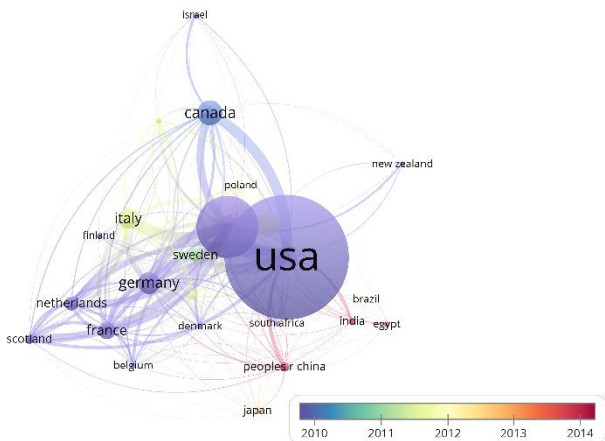 israel
canada
new zealand
poland
italy
finland
sweden
usa
germany
netherlands
brazil
france
denmark
south africa
india
egypt
scotland
belgium
peoples r china
japan
2010
2011
2012
2013
2014